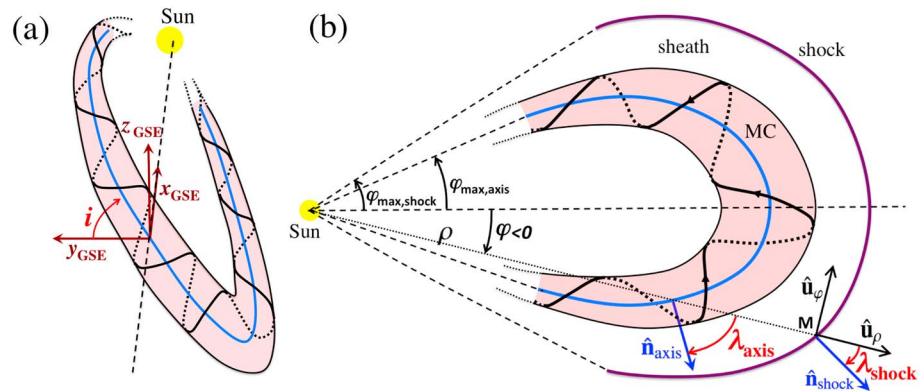 (a)
Sun
z_GSE
x_GSE
i
y_GSE
(b)
sheath
shock
MC
φ_max,axis
φ_max,shock
Sun
φ<0
ρ
û_φ
M
û_ρ
n̂_axis
λ_axis
λ_shock
n̂_shock